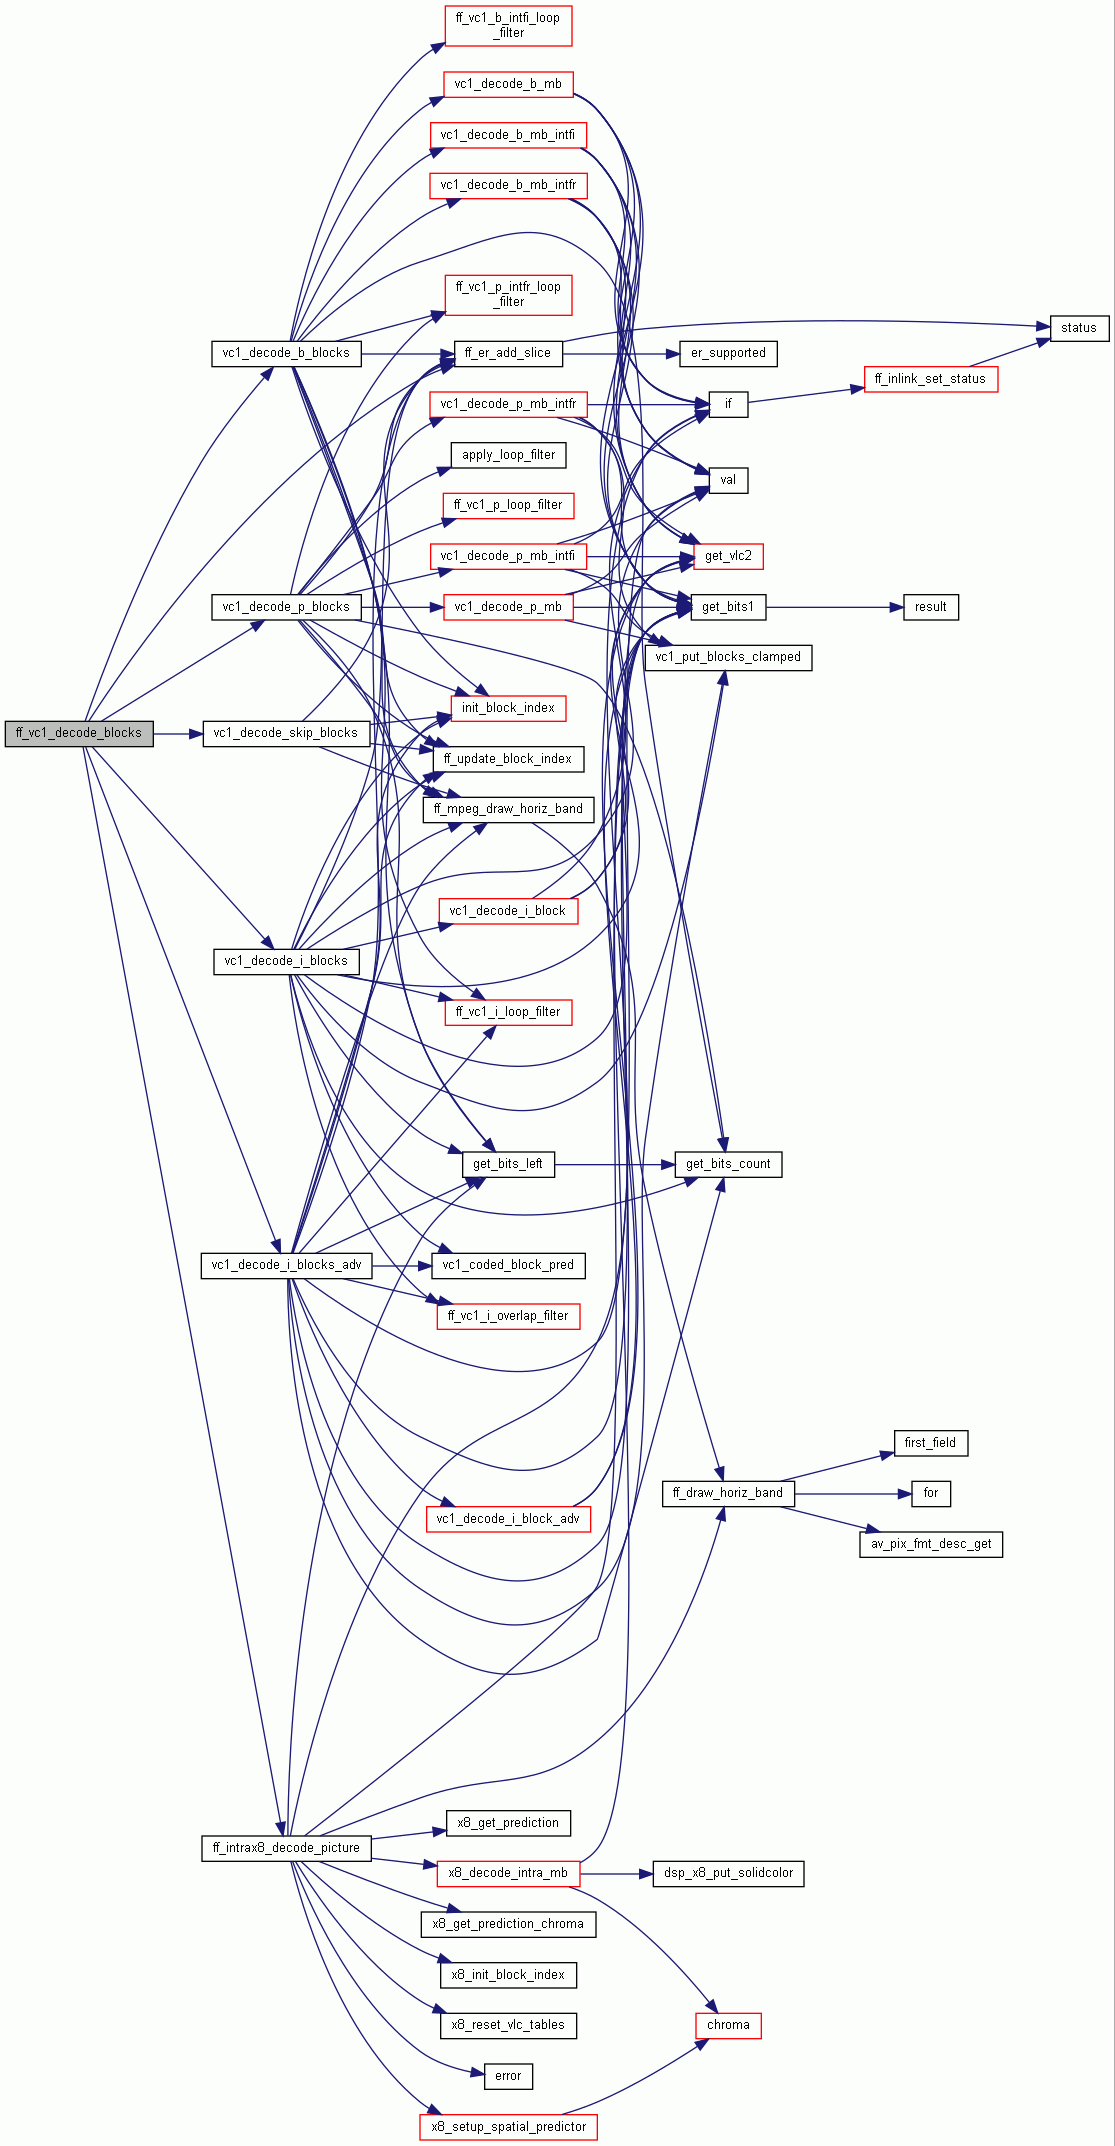 ff_vc1_b_intfi_loop
_filter
vc1_decode_b_mb
vc1_decode_b_mb_intfi
vc1_decode_b_mb_intfr
ff_vc1_p_intfr_loop
_filter
status
vc1_decode_b_blocks
ff_er_add_slice
er_supported
ff_inlink_set_status
vc1_decode_p_mb_intfr
if
apply_loop_filter
val
ff_vc1_p_loop_filter
vc1_decode_p_mb_intfi
get_vlc2
vc1_decode_p_blocks
vc1_decode_p_mb
get_bits1
result
vc1_put_blocks_clamped
init_block_index
ff_vc1_decode_blocks
vc1_decode_skip_blocks
ff_update_block_index
ff_mpeg_draw_horiz_band
vc1_decode_i_block
vc1_decode_i_blocks
ff_vc1_i_loop_filter
get_bits_left
get_bits_count
vc1_decode_i_blocks_adv
vc1_coded_block_pred
ff_vc1_i_overlap_filter
first_field
ff_draw_horiz_band
for
vc1_decode_i_block_adv
av_pix_fmt_desc_get
x8_get_prediction
ff_intrax8_decode_picture
x8_decode_intra_mb
dsp_x8_put_solidcolor
x8_get_prediction_chroma
x8_init_block_index
x8_reset_vlc_tables
chroma
error
x8_setup_spatial_predictor